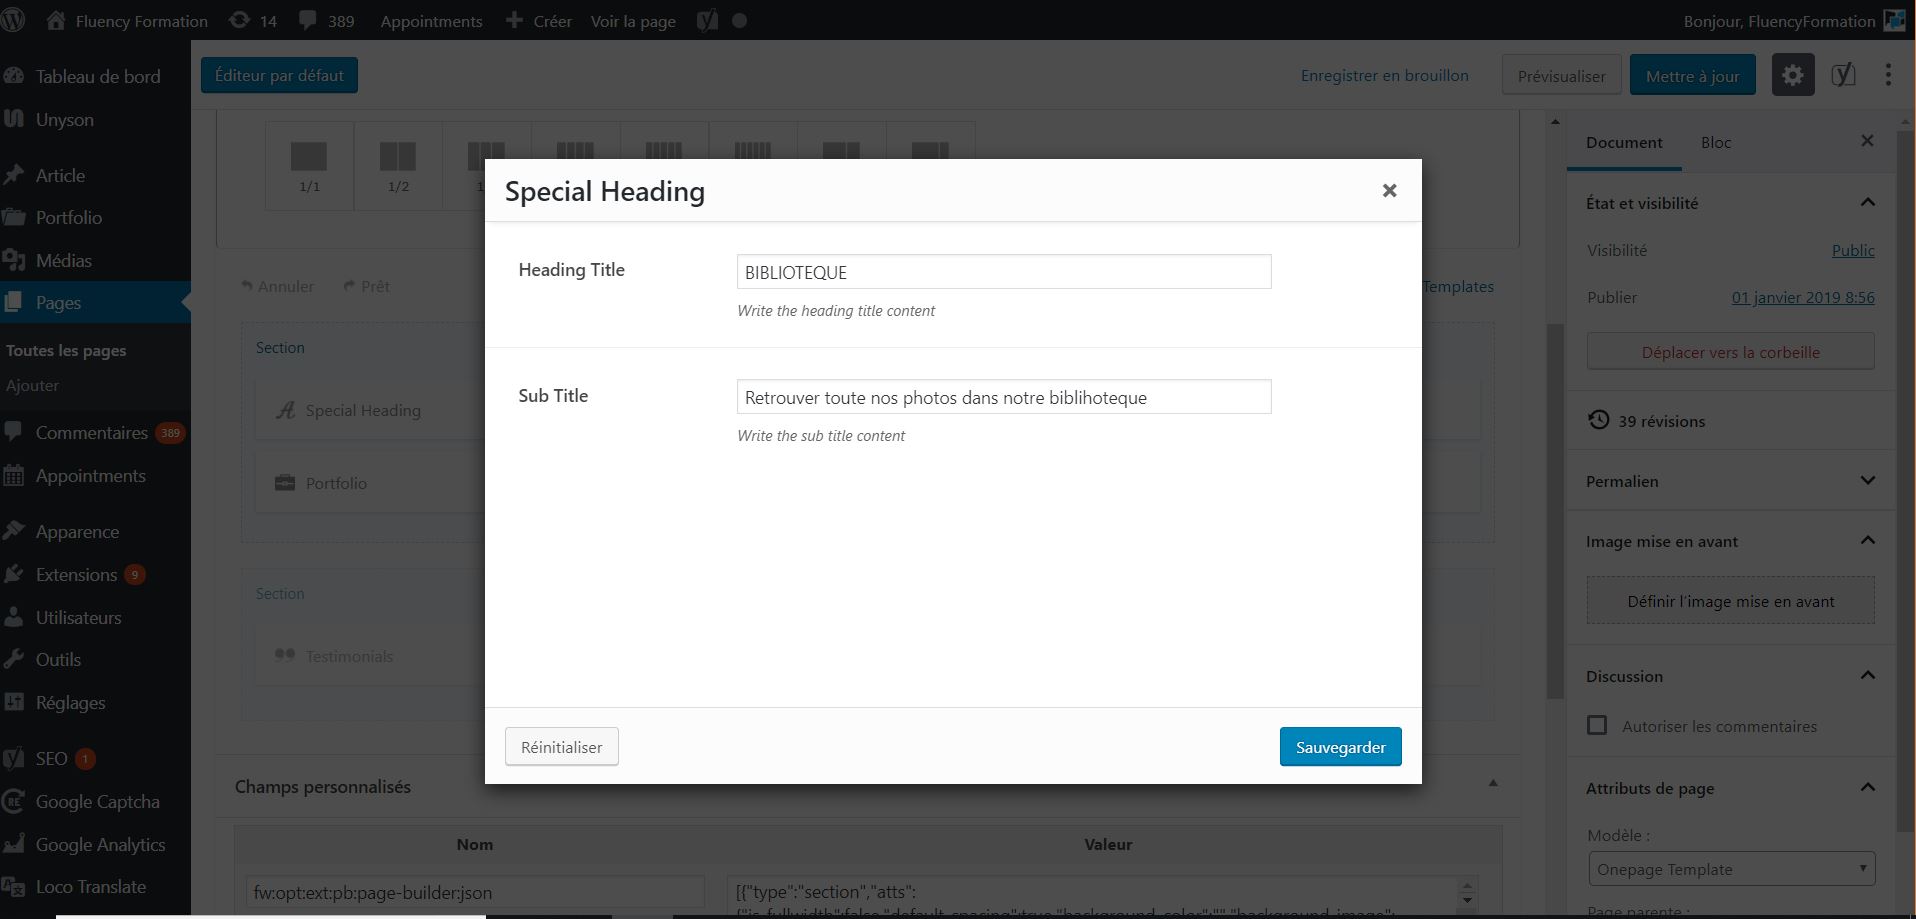 Fluency Formation 14 389 Appointments Créer Voir la page Bonjour, FluencyFormation
Tableau de bord
Unyson
Article
Portfolio
Médias
Pages
Toutes les pages
Ajouter
Commentaires 389
Appointments
Apparence
Extensions 9
Utilisateurs
Outils
Réglages
SEO 1
Google Captcha
Google Analytics
Loco Translate
Éditeur par défaut Enregistrer en brouillon Prévisualiser Mettre à jour
1/1 1/2
Annuler Prêt Templates
Section
Special Heading
Portfolio
Section
Testimonials
Special Heading
Heading Title BIBLIOTEQUE
Write the heading title content
Sub Title Retrouver toute nos photos dans notre biblihoteque
Write the sub title content
Réinitialiser Sauvegarder
Champs personnalisés
Nom Valeur
fw:opt:ext:pb:page-builder:json [{"type":"section","atts":
{"is_fullwidth":false,"default_spacing":true,"background_color":"","background_image":
Document Bloc
État et visibilité
Visibilité Public
Publier 01 janvier 2019 8:56
Déplacer vers la corbeille
39 révisions
Permalien
Image mise en avant
Définir l'image mise en avant
Discussion
Autoriser les commentaires
Attributs de page
Modèle :
Onepage Template
Page parente :